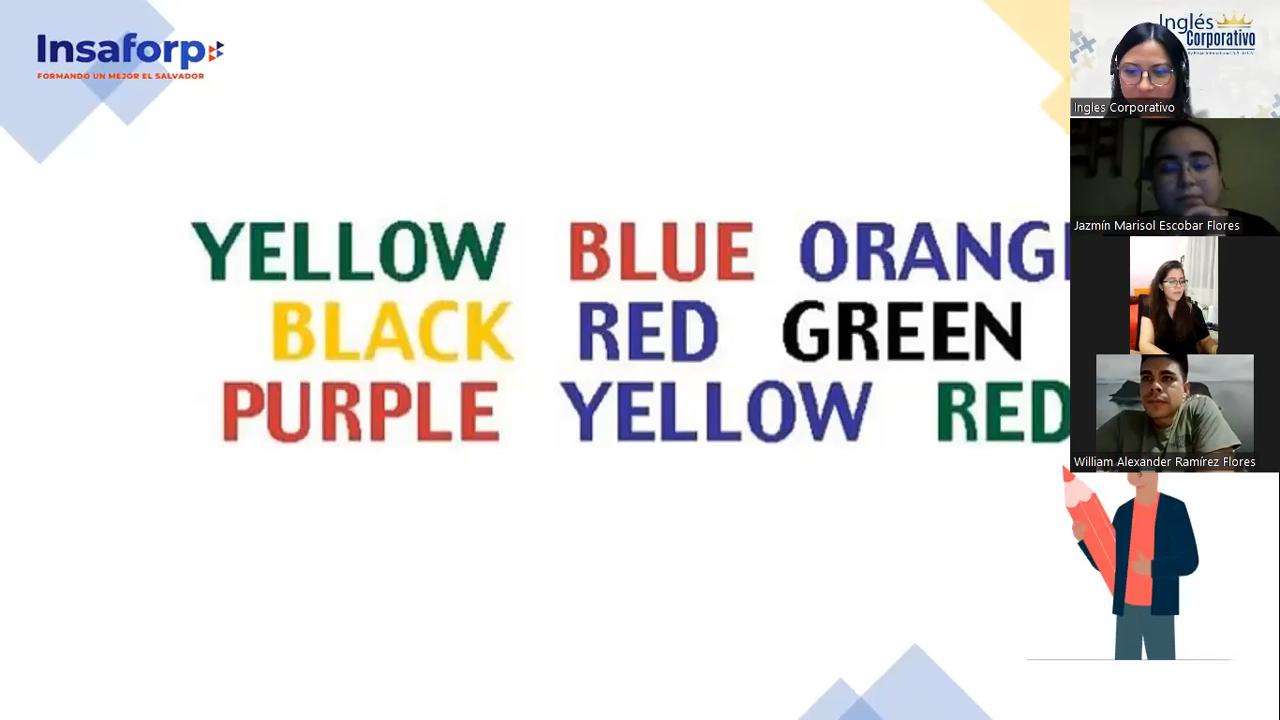 Insaforp
FORMANDO UN MEJOR EL SALVADOR
YELLOW BLUE ORANG
BLACK RED GREEN
PURPLE YELLOW RED
Inglés
Corporativo
Ingles Corporativo
Jazmín Marisol Escobar Flores
William Alexander Ramírez Flores